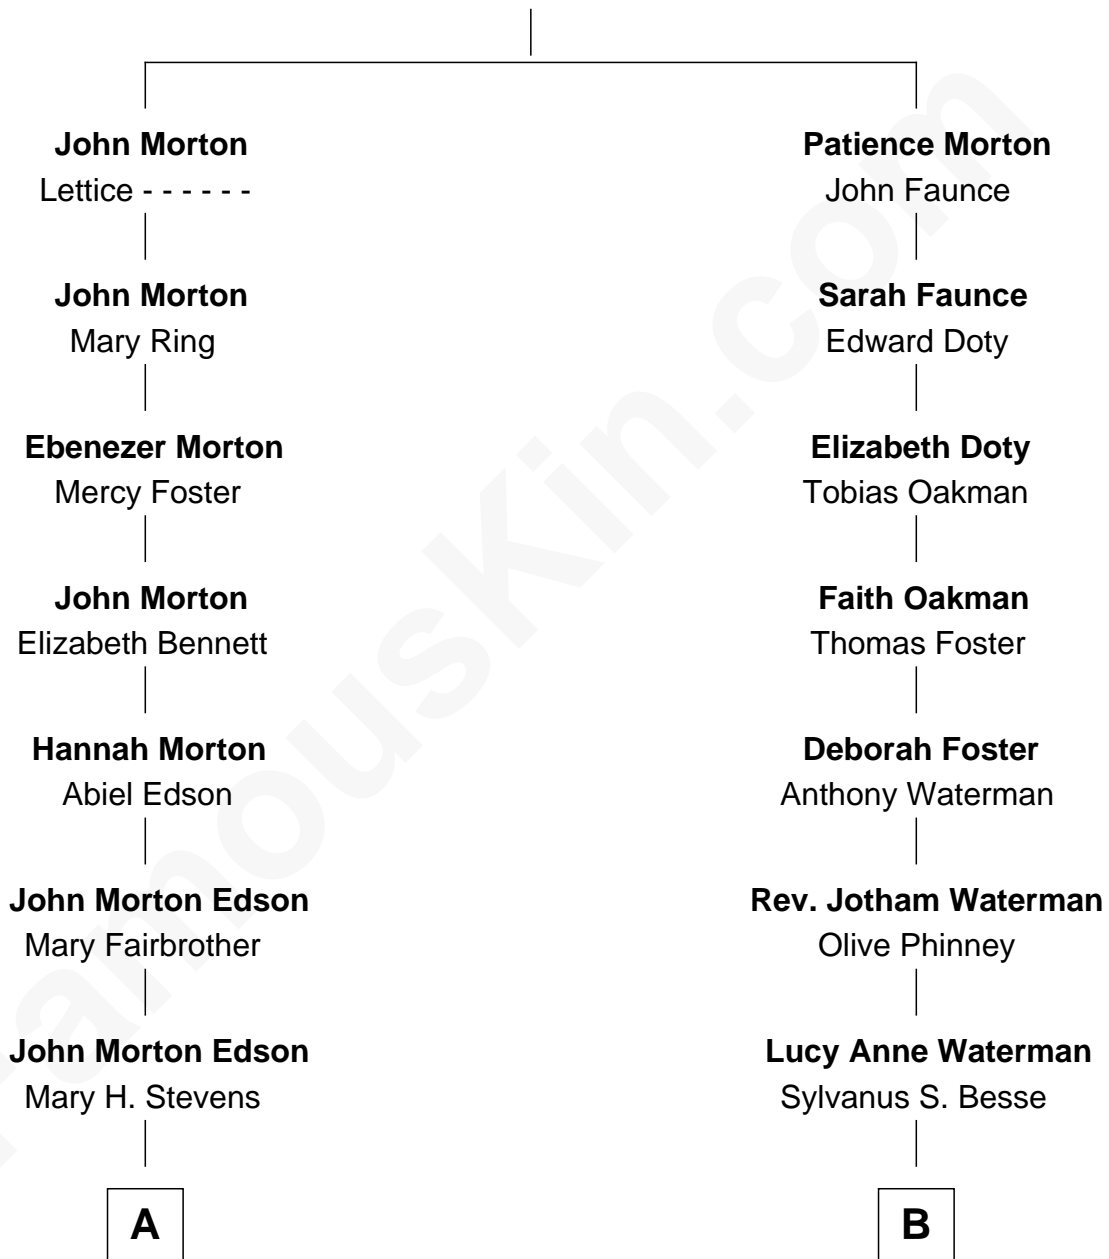 John Morton
Lettice - - - - - -
Patience Morton
John Faunce
John Morton
Mary Ring
Sarah Faunce
Edward Doty
Ebenezer Morton
Mercy Foster
Elizabeth Doty
Tobias Oakman
John Morton
Elizabeth Bennett
Faith Oakman
Thomas Foster
Hannah Morton
Abiel Edson
Deborah Foster
Anthony Waterman
John Morton Edson
Mary Fairbrother
Rev. Jotham Waterman
Olive Phinney
John Morton Edson
Mary H. Stevens
Lucy Anne Waterman
Sylvanus S. Besse
A
B
FamousKin.com